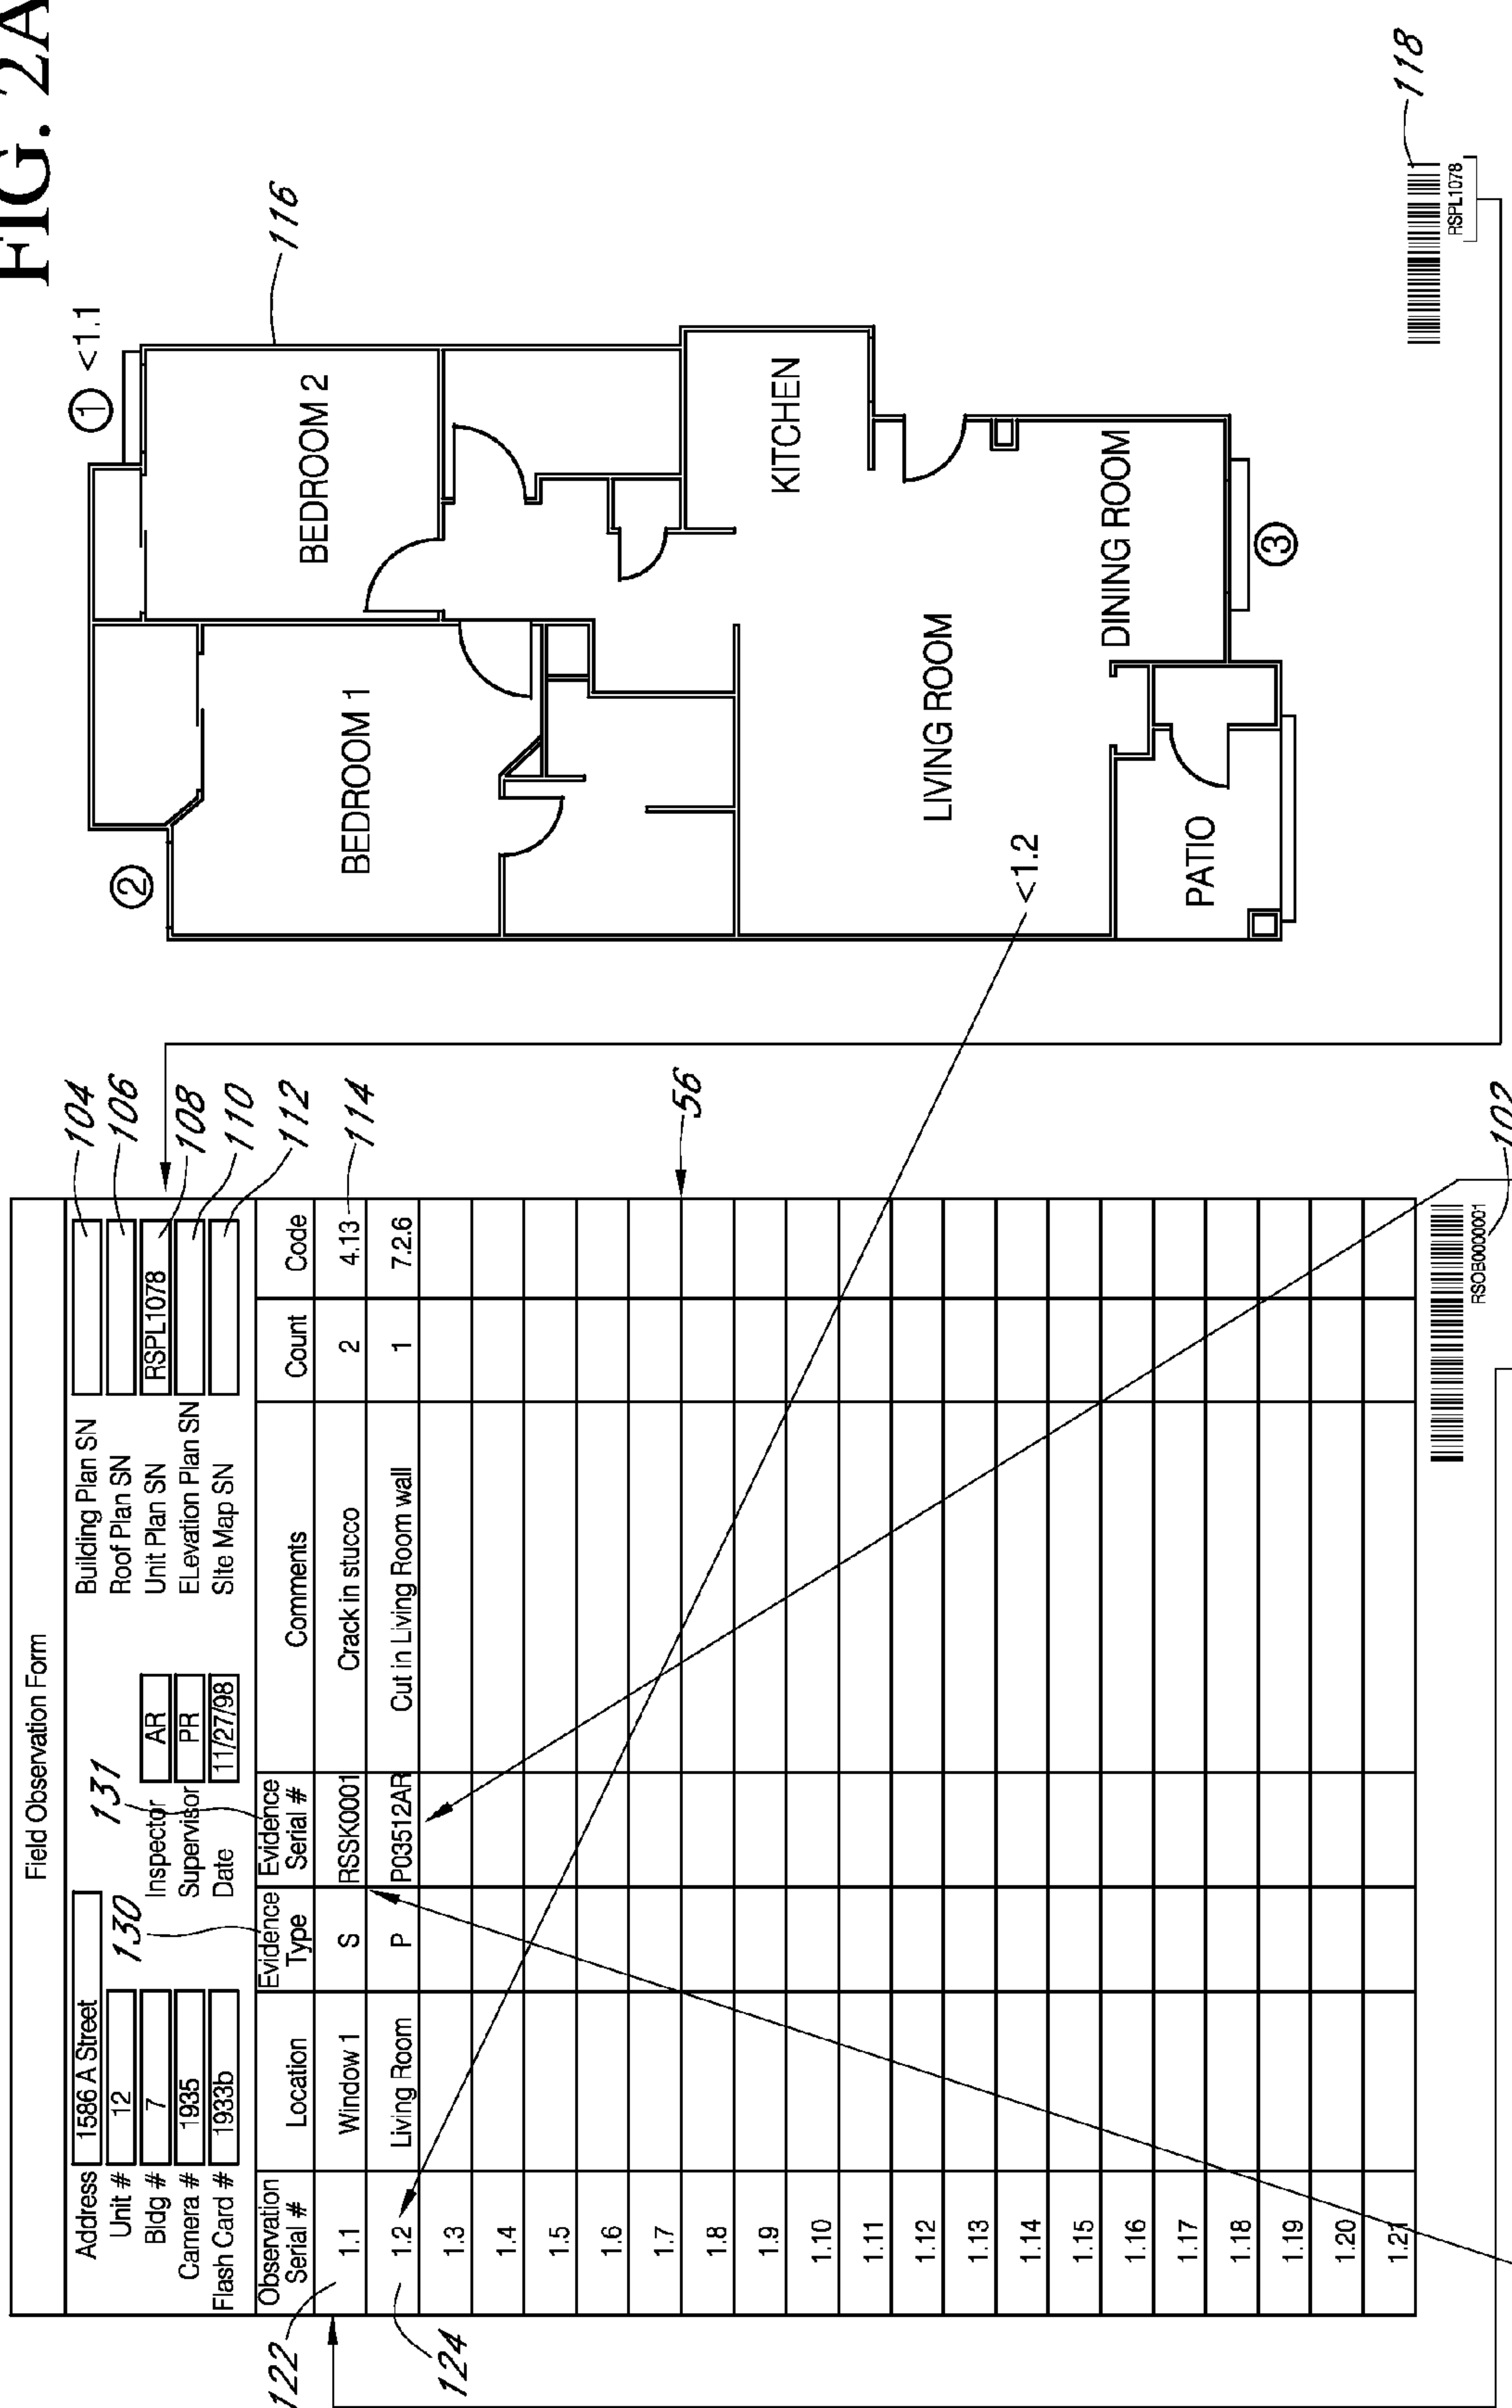 FIG. 2A
Field Observation Form
Address 1586 A Street
Unit # 12
Bldg # 7
Camera # 1935
Flash Card # 1933b
130
131
Inspector AR
Supervisor PR
Date 11/27/98
Building Plan SN
Roof Plan SN
Unit Plan SN RSPL1078
ELevation Plan SN
SIte Map SN
104
106
108
110
112
Observation Serial # Location Evidence Type Evidence Serial # Comments Count Code
1.1 Window 1 S RSSK0001 Crack in stucco 2 4.13
1.2 Living Room P P03512AR Cut in Living Room wall 1 7.2.6
1.3
1.4
1.5
1.6
1.7
1.8
1.9
1.10
1.11
1.12
1.13
1.14
1.15
1.16
1.17
1.18
1.19
1.20
1.21
114
122
124
56
RSOB0000001
102
1 <1.1
2
116
BEDROOM 1
BEDROOM 2
KITCHEN
LIVING ROOM
<1.2
DINING ROOM
PATIO
3
118
RSPL1078